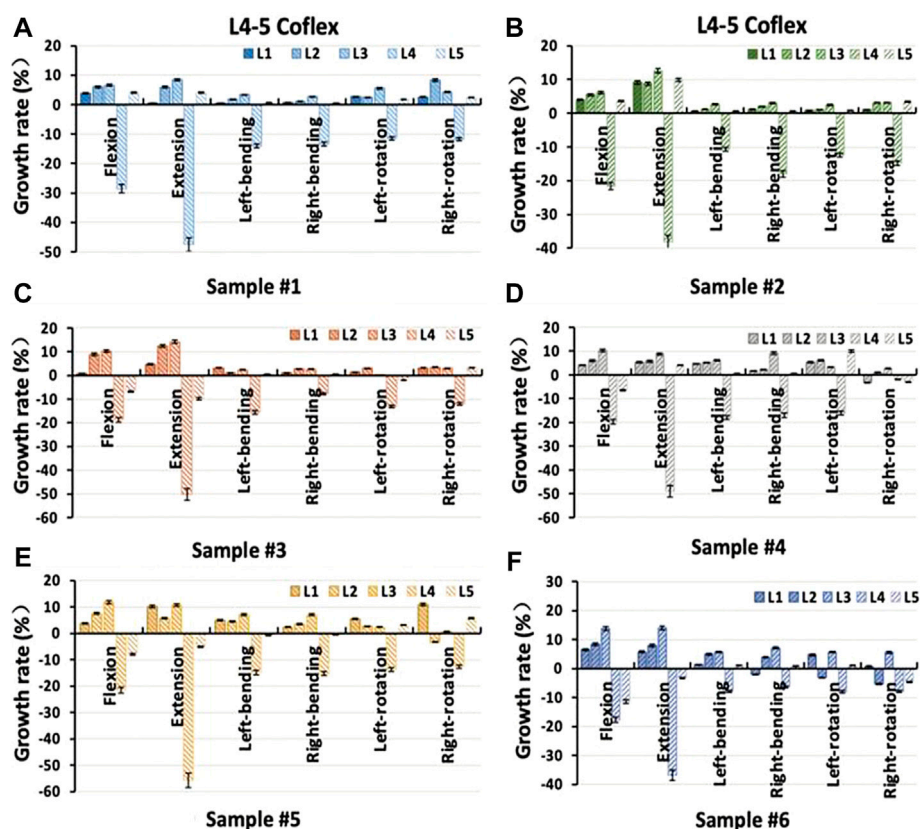 A
L4-5 Coflex
L1 L2 L3 L4 L5
Growth rate (%)
20
10
0
-10
-20
-30
-40
-50
Flexion
Extension
Left-bending
Right-bending
Left-rotation
Right-rotation
Sample #1
B
L4-5 Coflex
L1 L2 L3 L4 L5
Growth rate (%)
20
10
0
-10
-20
-30
-40
Flexion
Extension
Left-bending
Right-bending
Left-rotation
Right-rotation
Sample #2
C
L1 L2 L3 L4 L5
Growth rate (%)
20
10
0
-10
-20
-30
-40
-50
-60
Flexion
Extension
Left-bending
Right-bending
Left-rotation
Right-rotation
Sample #3
D
L1 L2 L3 L4 L5
Growth rate (%)
20
10
0
-10
-20
-30
-40
-50
-60
Flexion
Extension
Left-bending
Right-bending
Left-rotation
Right-rotation
Sample #4
E
L1 L2 L3 L4 L5
Growth rate (%)
20
10
0
-10
-20
-30
-40
-50
-60
Flexion
Extension
Left-bending
Right-bending
Left-rotation
Right-rotation
Sample #5
F
L1 L2 L3 L4 L5
Growth rate (%)
30
20
10
0
-10
-20
-30
-40
Flexion
Extension
Left-bending
Right-bending
Left-rotation
Right-rotation
Sample #6